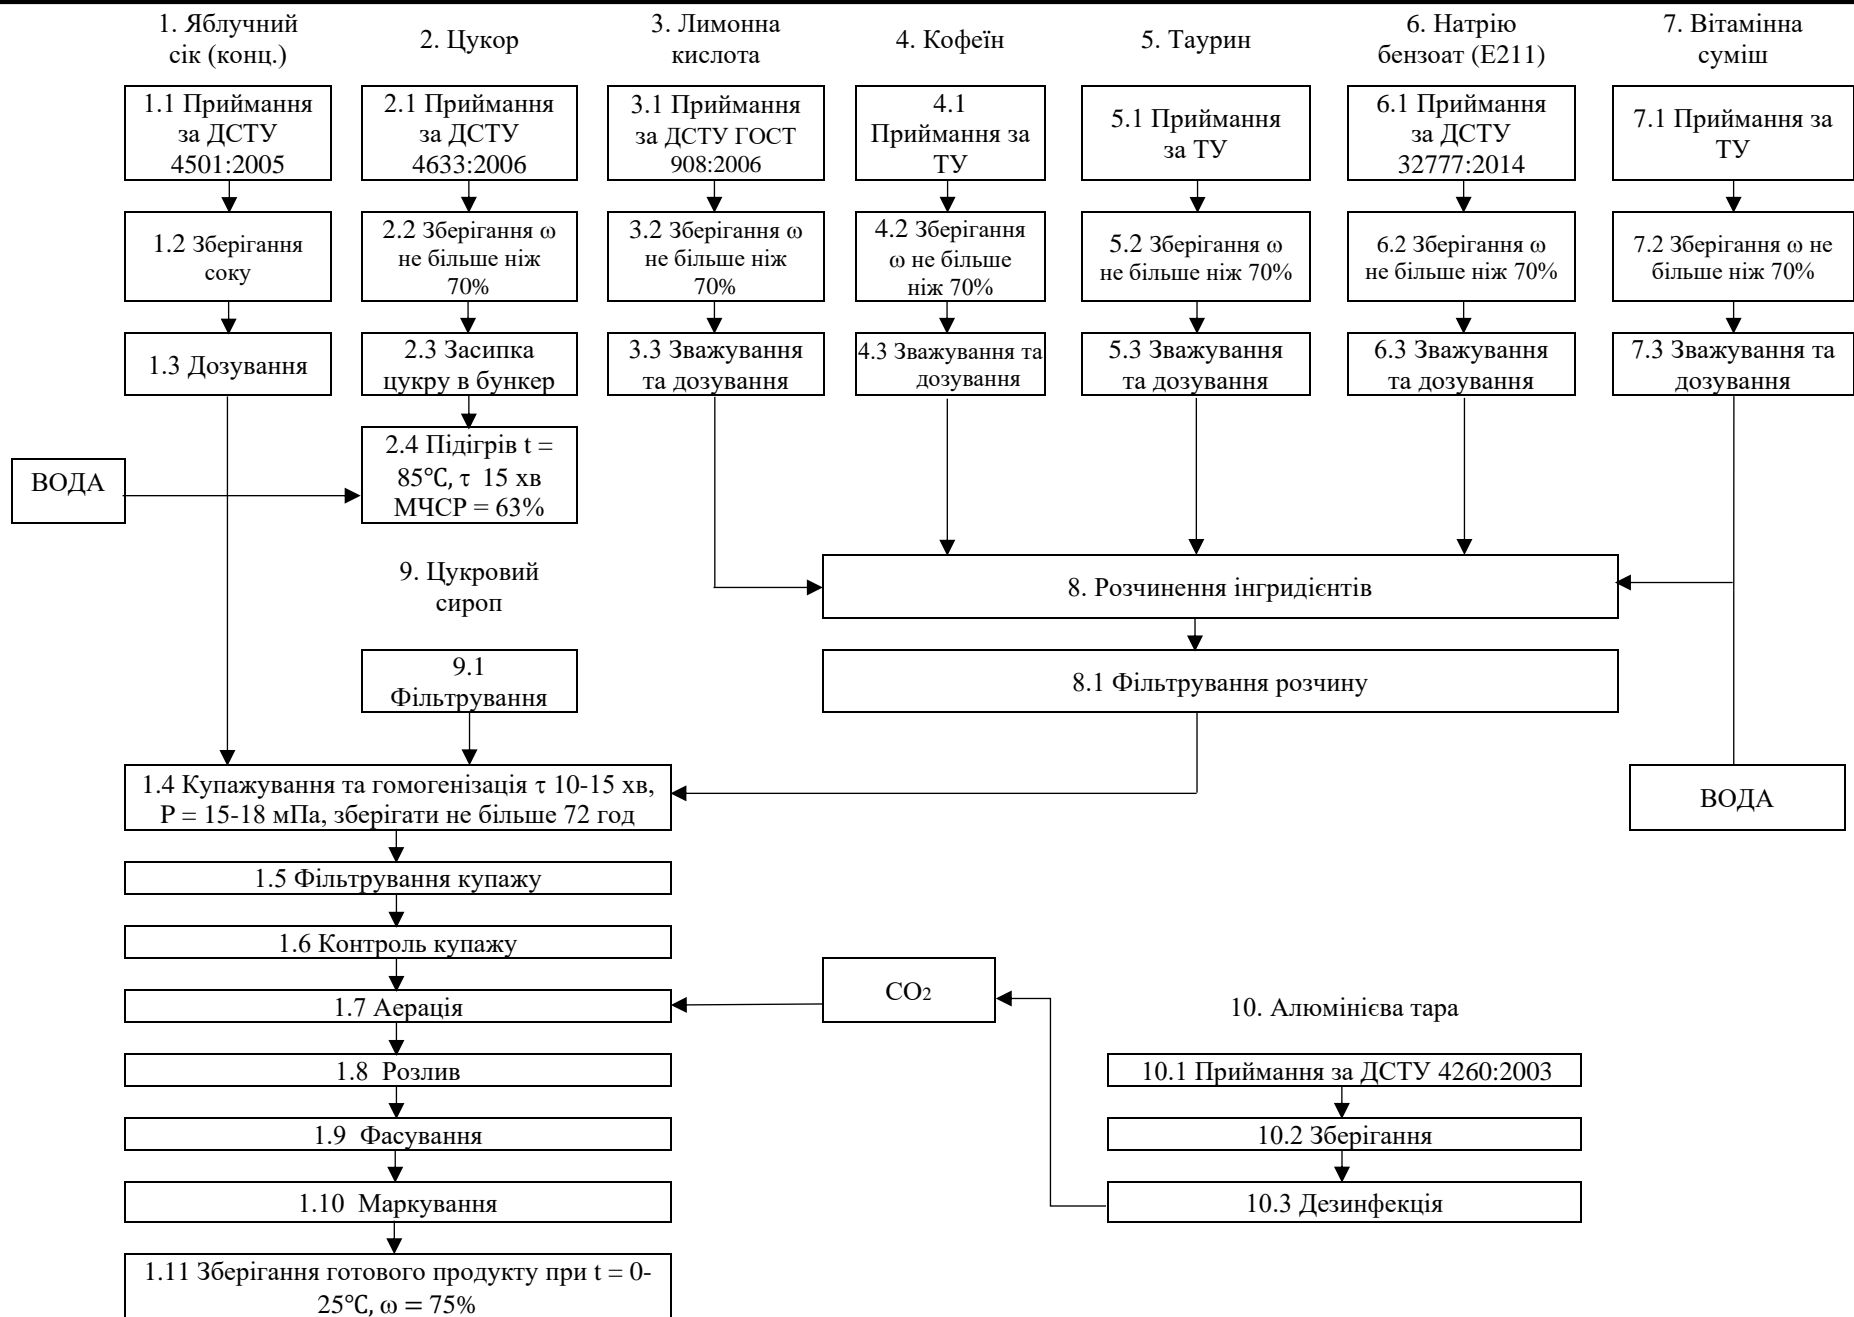 1. Яблучний
сік (конц.)
2. Цукор
3. Лимонна
кислота
4. Кофеїн
5. Таурин
6. Натрію
бензоат (Е211)
7. Вітамінна
суміш
1.1 Приймання
за ДСТУ
4501:2005
2.1 Приймання
за ДСТУ
4633:2006
3.1 Приймання
за ДСТУ ГОСТ
908:2006
4.1
Приймання за
ТУ
5.1 Приймання
за ТУ
6.1 Приймання
за ДСТУ
32777:2014
7.1 Приймання за
ТУ
1.2 Зберігання
соку
2.2 Зберігання ω
не більше ніж
70%
3.2 Зберігання ω
не більше ніж
70%
4.2 Зберігання
ω не більше
ніж 70%
5.2 Зберігання ω
не більше ніж 70%
6.2 Зберігання ω
не більше ніж 70%
7.2 Зберігання ω не
більше ніж 70%
1.3 Дозування
2.3 Засипка
цукру в бункер
3.3 Зважування
та дозування
4.3 Зважування та
дозування
5.3 Зважування
та дозування
6.3 Зважування
та дозування
7.3 Зважування та
дозування
ВОДА
2.4 Підігрів t =
85℃, τ 15 хв
МЧСР = 63%
9. Цукровий
сироп
8. Розчинення інгридієнтів
9.1
Фільтрування
8.1 Фільтрування розчину
1.4 Купажування та гомогенізація τ 10-15 хв,
Р = 15-18 мПа, зберігати не більше 72 год
ВОДА
1.5 Фільтрування купажу
1.6 Контроль купажу
1.7 Аерація
СО₂
10. Алюмінієва тара
1.8 Розлив
10.1 Приймання за ДСТУ 4260:2003
1.9 Фасування
10.2 Зберігання
1.10 Маркування
10.3 Дезинфекція
1.11 Зберігання готового продукту при t = 0-
25℃, ω = 75%